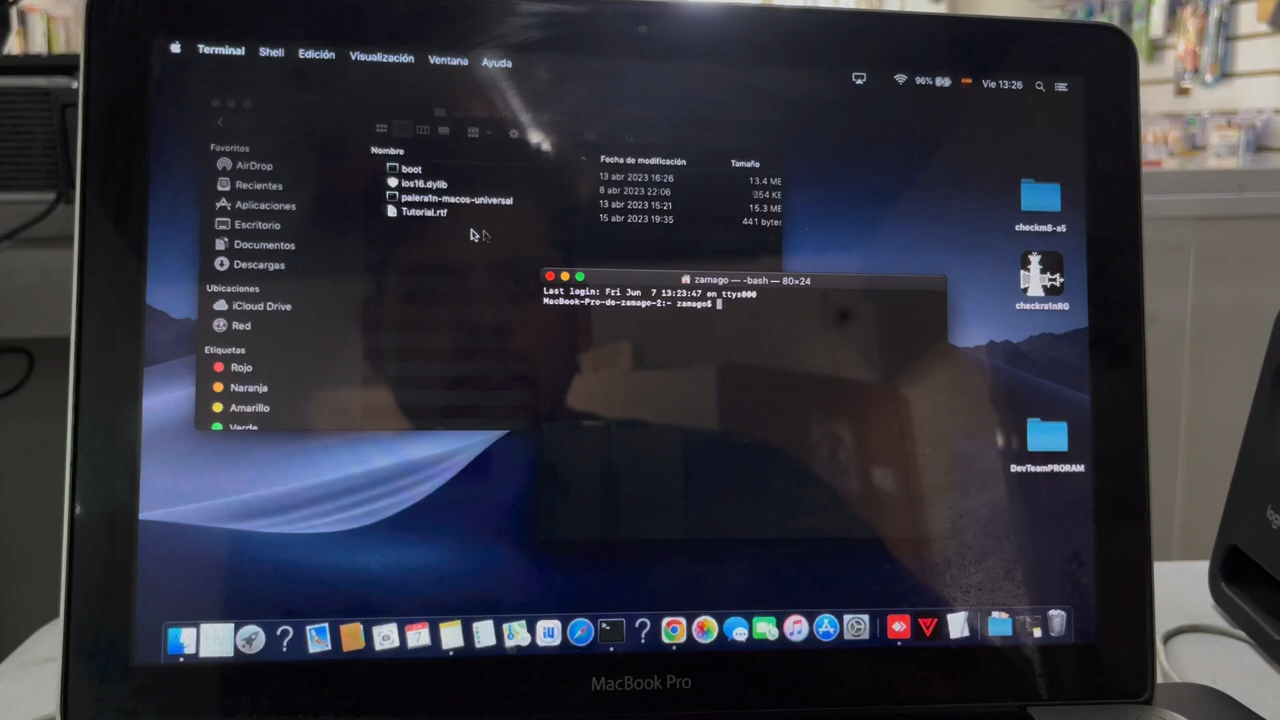 Terminal Shell Edición Visualización Ventana Ayuda
96% Vie 13:26
Favoritos
AirDrop
Recientes
Aplicaciones
Escritorio
Documentos
Descargas
Ubicaciones
iCloud Drive
Red
Etiquetas
Rojo
Naranja
Amarillo
Verde
Nombre Fecha de modificación Tamaño
boot 13 abr 2023 16:26 13.4 MB
ios16.dylib 8 abr 2023 22:06 354 KB
palera1n-macos-universal 13 abr 2023 15:21 15.3 MB
Tutorial.rtf 15 abr 2023 19:35 441 bytes
zamago — -bash — 80×24
Last login: Fri Jun 7 13:23:47 on ttys000
MacBook-Pro-de-zamago-2:~ zamago$
checkm8-a5
checkra1nRG
DevTeamPRORAM
7
MacBook Pro